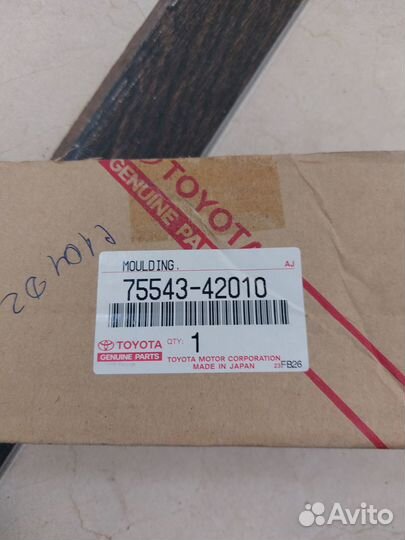 TOYOTA
GENUINE PARTS
MOULDING.
AJ
75543-42010
TOYOTA
GENUINE PARTS
QTY:
1
TOYOTA MOTOR CORPORATION
MADE IN JAPAN
FB26
Avito